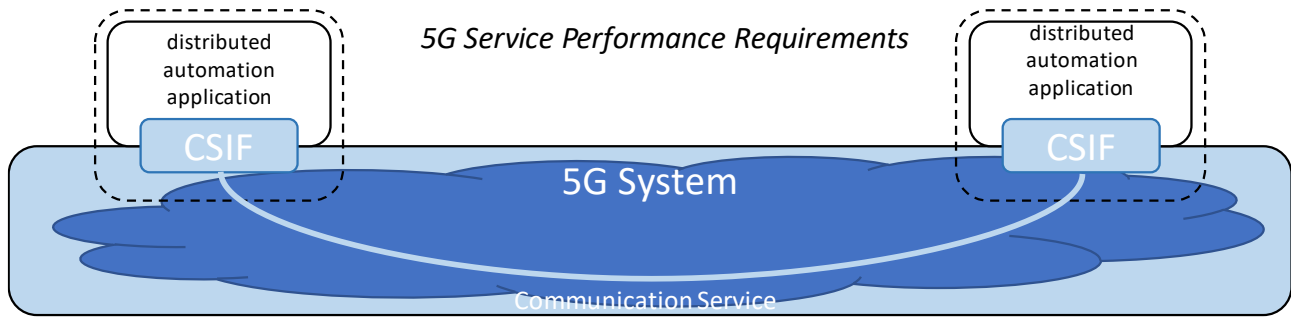 5G Service Performance Requirements
distributed
automation
application
CSIF
distributed
automation
application
CSIF
5G System
Communication Service